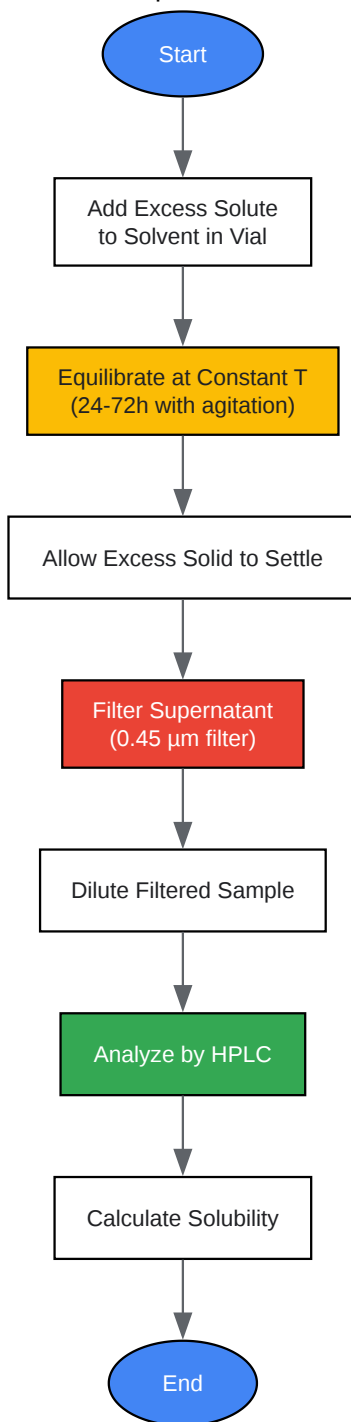 Start
Add Excess Solute
to Solvent in Vial
Equilibrate at Constant T
(24-72h with agitation)
Allow Excess Solid to Settle
Filter Supernatant
(0.45 µm filter)
Dilute Filtered Sample
Analyze by HPLC
Calculate Solubility
End